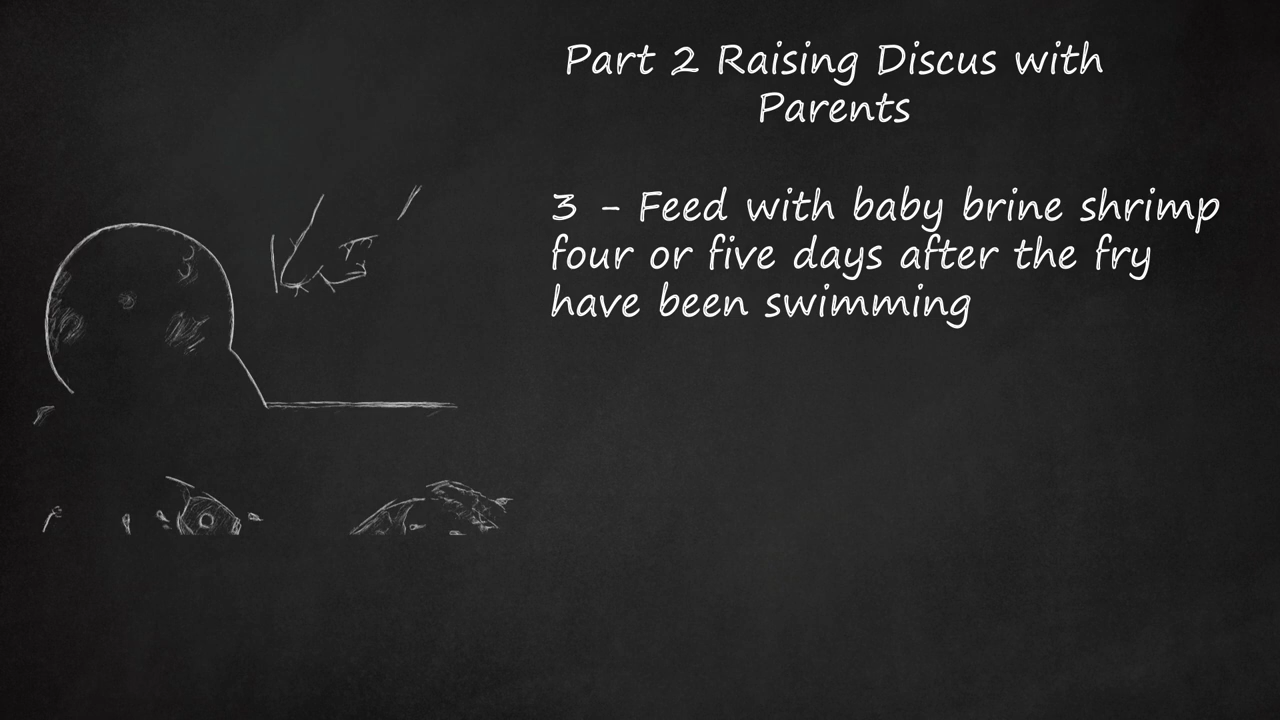 Part 2 Raising Discus with
Parents
3 - Feed with baby brine shrimp
four or five days after the fry
have been swimming